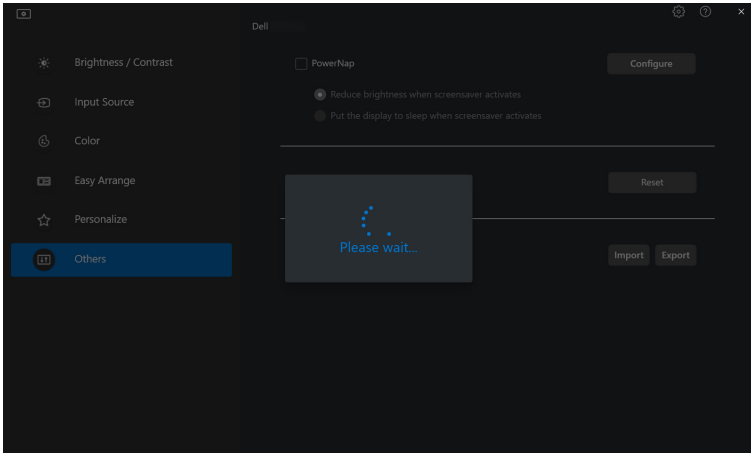 Dell
Brightness / Contrast
Input Source
Color
Easy Arrange
Personalize
Others
PowerNap
Configure
Reduce brightness when screensaver activates
Put the display to sleep when screensaver activates
Reset
Please wait...
Import Export